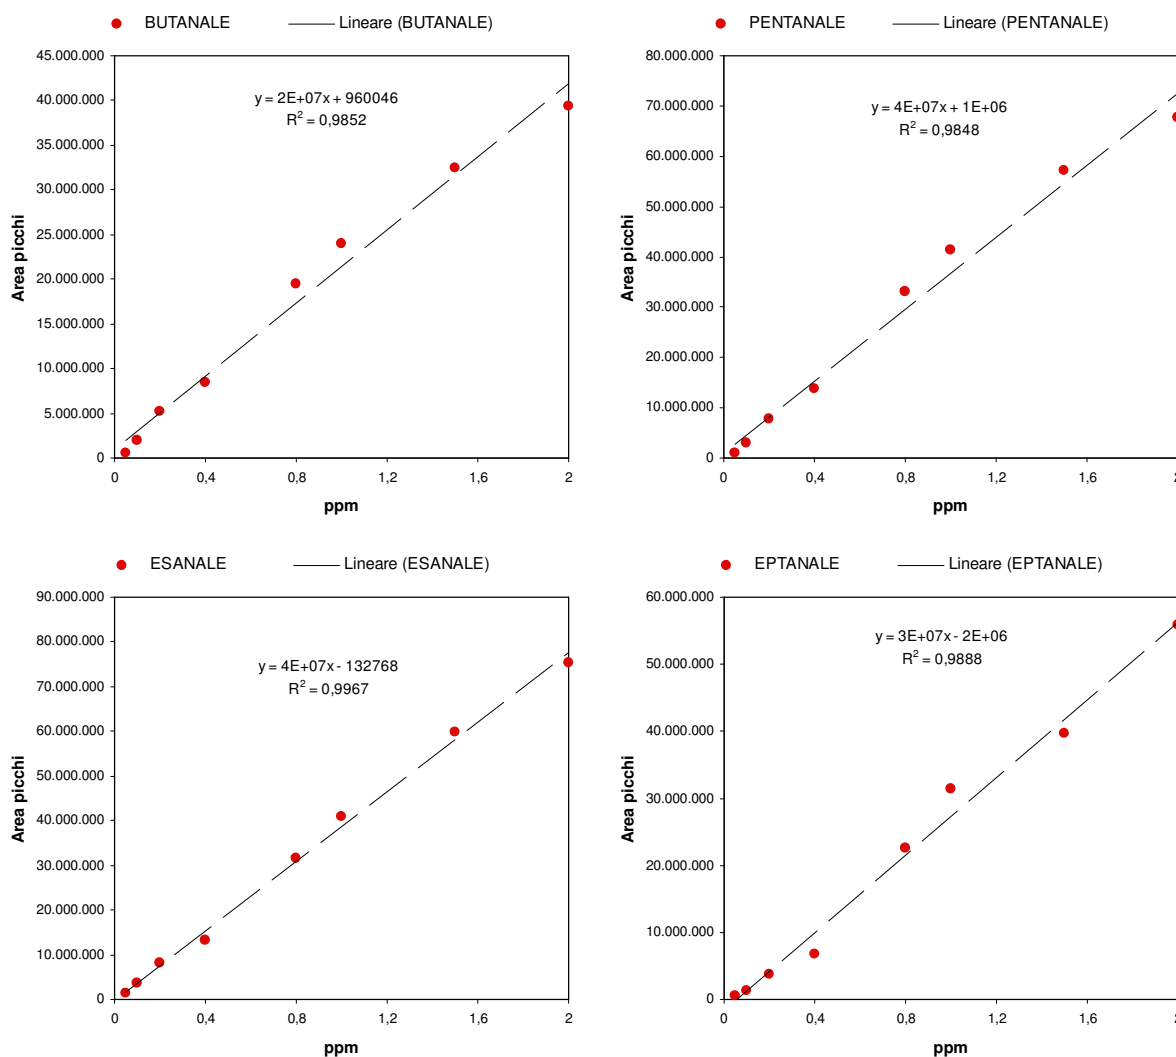 BUTANALE Lineare (BUTANALE)
45.000.000
40.000.000
35.000.000
30.000.000
25.000.000
20.000.000
15.000.000
10.000.000
5.000.000
0
Area picchi
y = 2E+07x + 960046
R² = 0,9852
0 0,4 0,8 1,2 1,6 2
ppm
PENTANALE Lineare (PENTANALE)
80.000.000
70.000.000
60.000.000
50.000.000
40.000.000
30.000.000
20.000.000
10.000.000
0
Area picchi
y = 4E+07x + 1E+06
R² = 0,9848
0 0,4 0,8 1,2 1,6 2
ppm
ESANALE Lineare (ESANALE)
90.000.000
80.000.000
70.000.000
60.000.000
50.000.000
40.000.000
30.000.000
20.000.000
10.000.000
0
Area picchi
y = 4E+07x - 132768
R² = 0,9967
0 0,4 0,8 1,2 1,6 2
ppm
EPTANALE Lineare (EPTANALE)
60.000.000
50.000.000
40.000.000
30.000.000
20.000.000
10.000.000
0
Area picchi
y = 3E+07x - 2E+06
R² = 0,9888
0 0,4 0,8 1,2 1,6 2
ppm